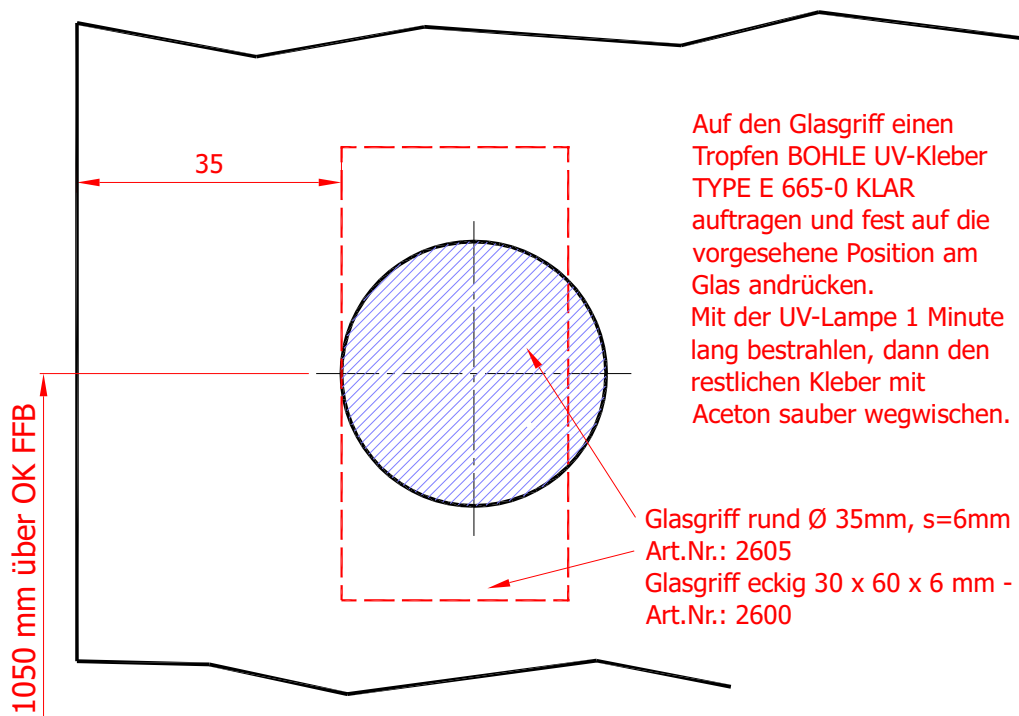 Auf den Glasgriff einen
Tropfen BOHLE UV-Kleber
TYPE E 665-0 KLAR
auftragen und fest auf die
vorgesehene Position am
Glas andrücken.
Mit der UV-Lampe 1 Minute
lang bestrahlen, dann den
restlichen Kleber mit
Aceton sauber wegwischen.
35
1050 mm über OK FFB
Glasgriff rund Ø 35mm, s=6mm
Art.Nr.: 2605
Glasgriff eckig 30 x 60 x 6 mm -
Art.Nr.: 2600